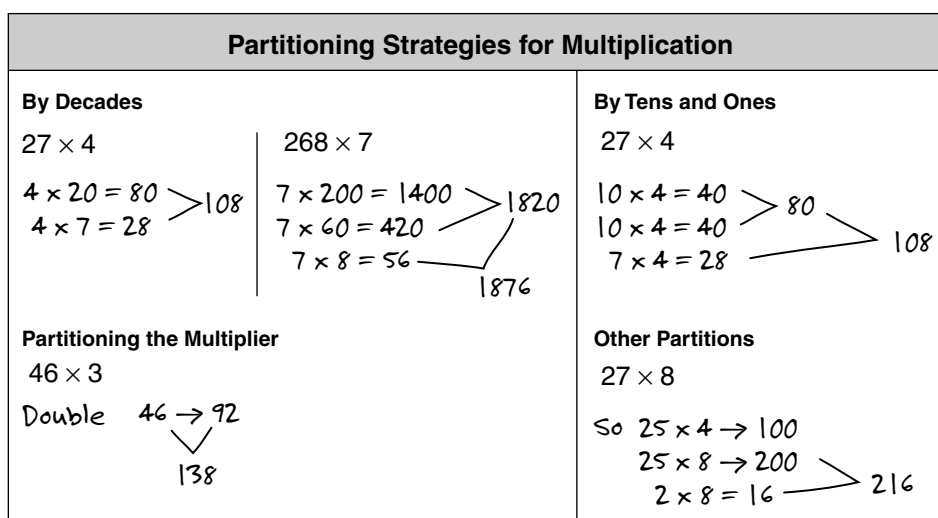 Partitioning Strategies for Multiplication
By Decades
27 × 4
4 × 20 = 80
4 × 7 = 28
108
268 × 7
7 × 200 = 1400
7 × 60 = 420
1820
7 × 8 = 56
1876
By Tens and Ones
27 × 4
10 × 4 = 40
10 × 4 = 40
80
7 × 4 = 28
108
Partitioning the Multiplier
46 × 3
Double 46 → 92
138
Other Partitions
27 × 8
So 25 × 4 → 100
25 × 8 → 200
2 × 8 = 16
216